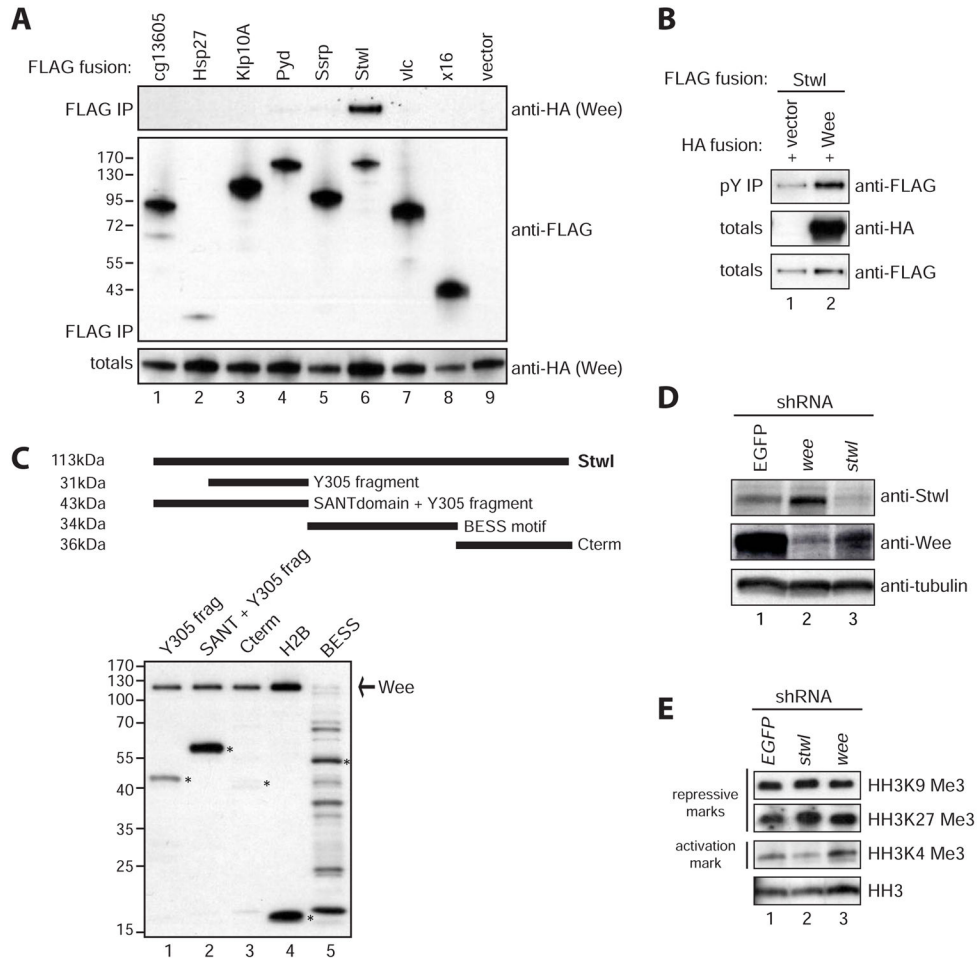 A
FLAG fusion:
cg13605
Hsp27
Klp10A
Pyd
Ssrp
Stwl
vlc
x16
vector
FLAG IP
anti-HA (Wee)
170
130
95
72
55
43
FLAG IP
anti-FLAG
totals
anti-HA (Wee)
1 2 3 4 5 6 7 8 9
B
FLAG fusion:
Stwl
HA fusion:
+ vector
+ Wee
pY IP
anti-FLAG
totals
anti-HA
totals
anti-FLAG
1 2
C
113kDa
Stwl
31kDa
Y305 fragment
43kDa
SANTdomain + Y305 fragment
34kDa
BESS motif
36kDa
Cterm
Y305 frag
SANT + Y305 frag
Cterm
H2B
BESS
170
130
100
70
55
40
35
25
15
Wee
*
*
*
*
*
1 2 3 4 5
D
shRNA
EGFP
wee
stwl
anti-Stwl
anti-Wee
anti-tubulin
1 2 3
E
shRNA
EGFP
stwl
wee
repressive
marks
HH3K9 Me3
HH3K27 Me3
activation
mark
HH3K4 Me3
HH3
1 2 3